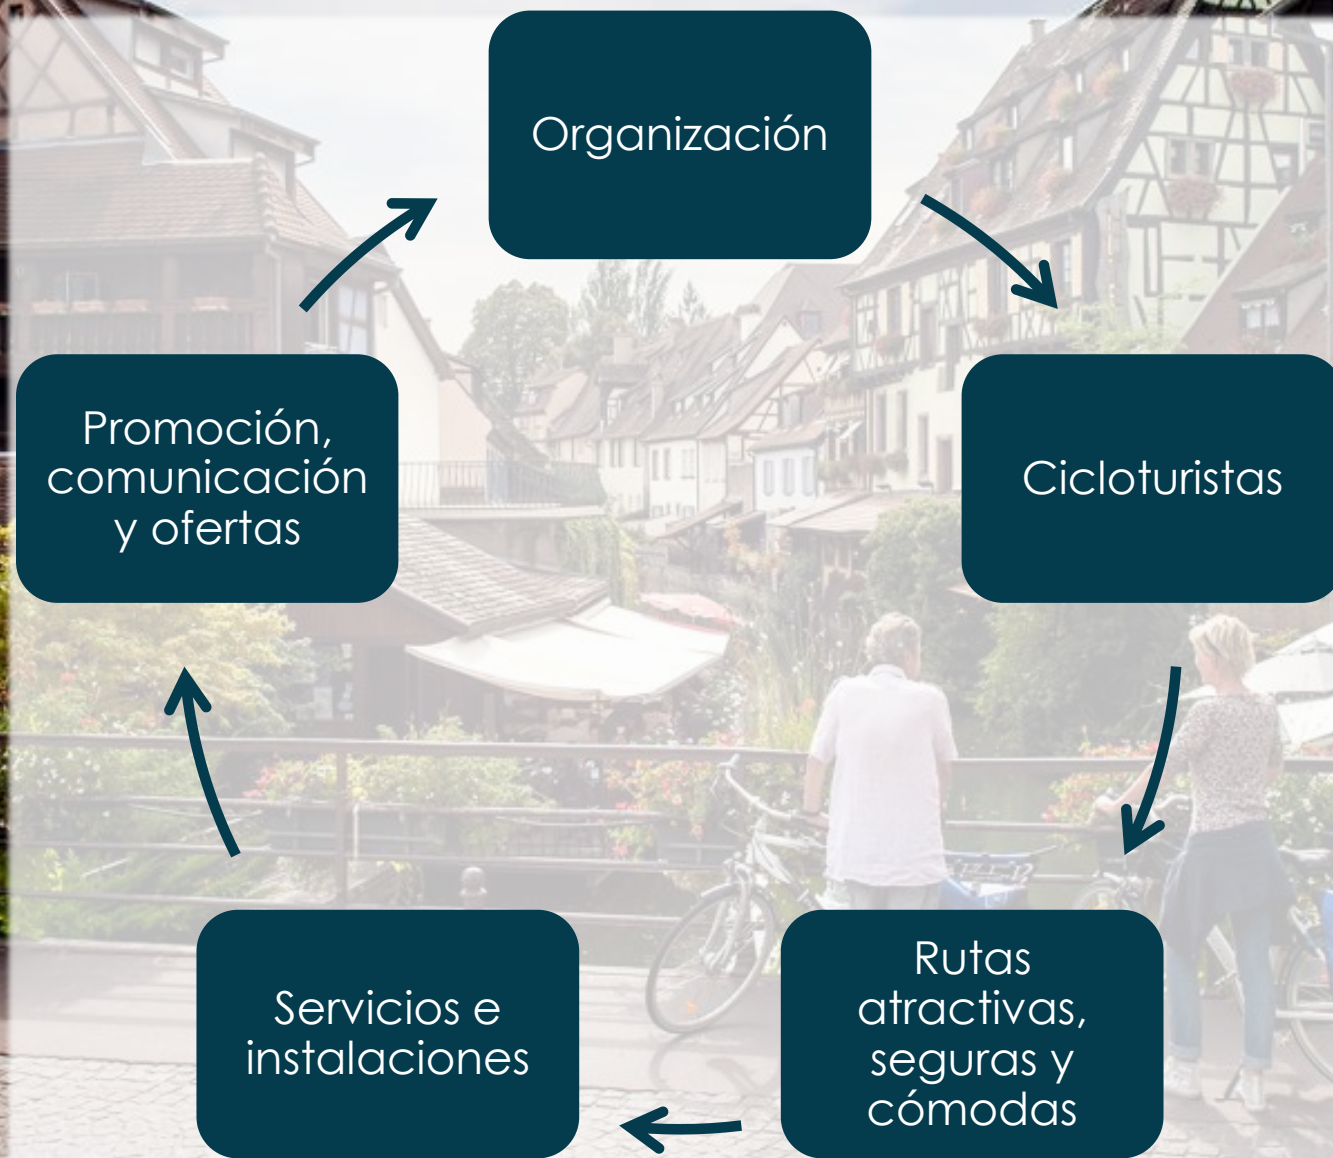 Organización
Cicloturistas
Rutas
atractivas,
seguras y
cómodas
Servicios e
instalaciones
Promoción,
comunicación
y ofertas